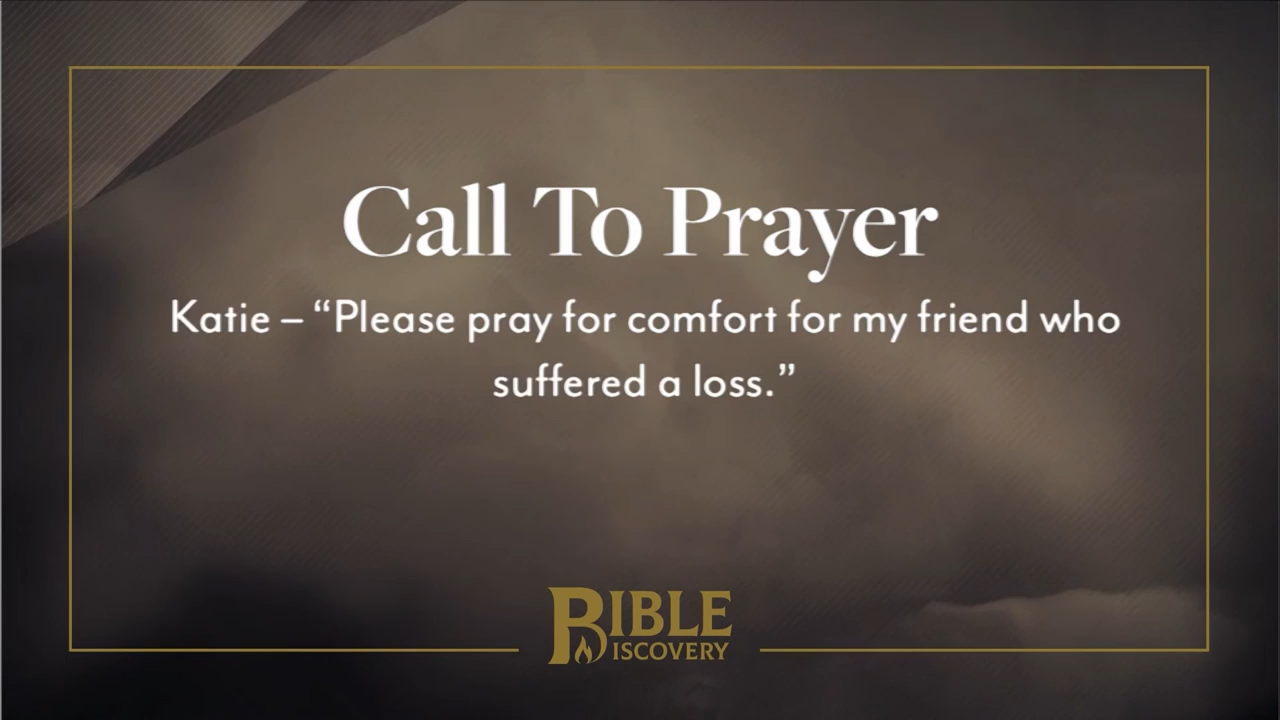 Call To Prayer
Katie – “Please pray for comfort for my friend who
suffered a loss.”
BIBLE
DISCOVERY